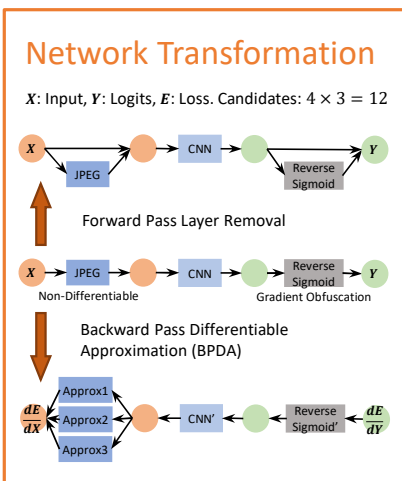 Network Transformation
X: Input, Y: Logits, E: Loss. Candidates: 4 × 3 = 12
X
CNN
Y
JPEG
Reverse
Sigmoid
Forward Pass Layer Removal
X
JPEG
CNN
Reverse
Sigmoid
Y
Non-Differentiable
Gradient Obfuscation
Backward Pass Differentiable
Approximation (BPDA)
Approx1
dE
dX
Approx2
CNN'
Reverse
Sigmoid'
dE
dY
Approx3